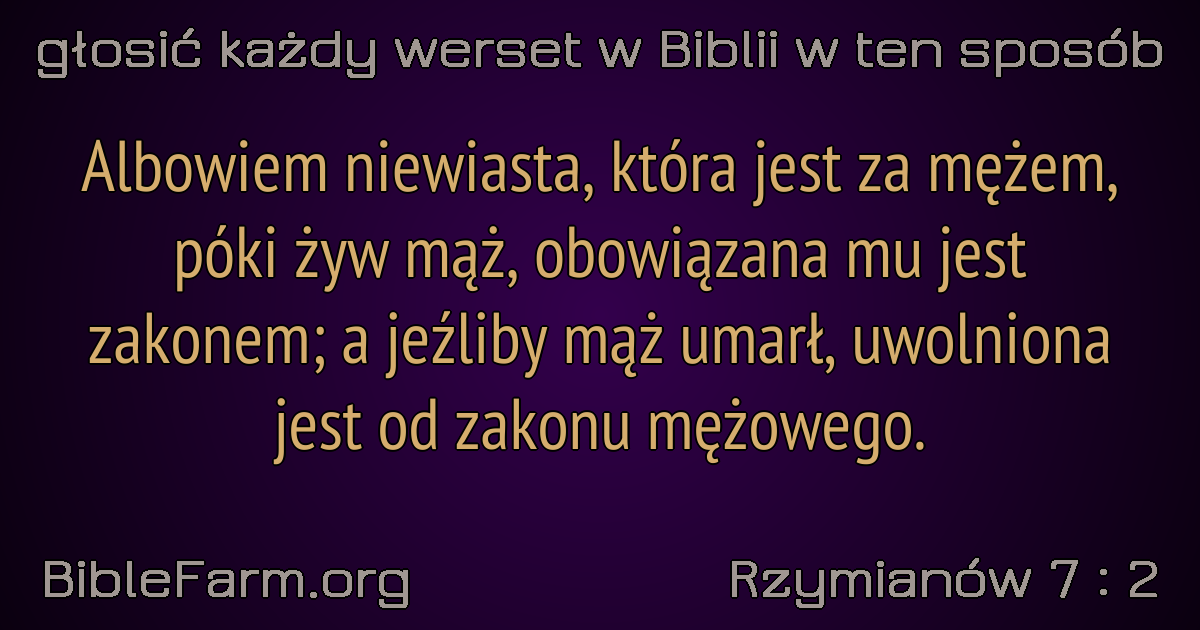 głosić każdy werset w Biblii w ten sposób
Albowiem niewiasta, która jest za mężem,
póki żyw mąż, obowiązana mu jest
zakonem; a jeźliby mąż umarł, uwolniona
jest od zakonu mężowego.
BibleFarm.org
Rzymianów 7 : 2